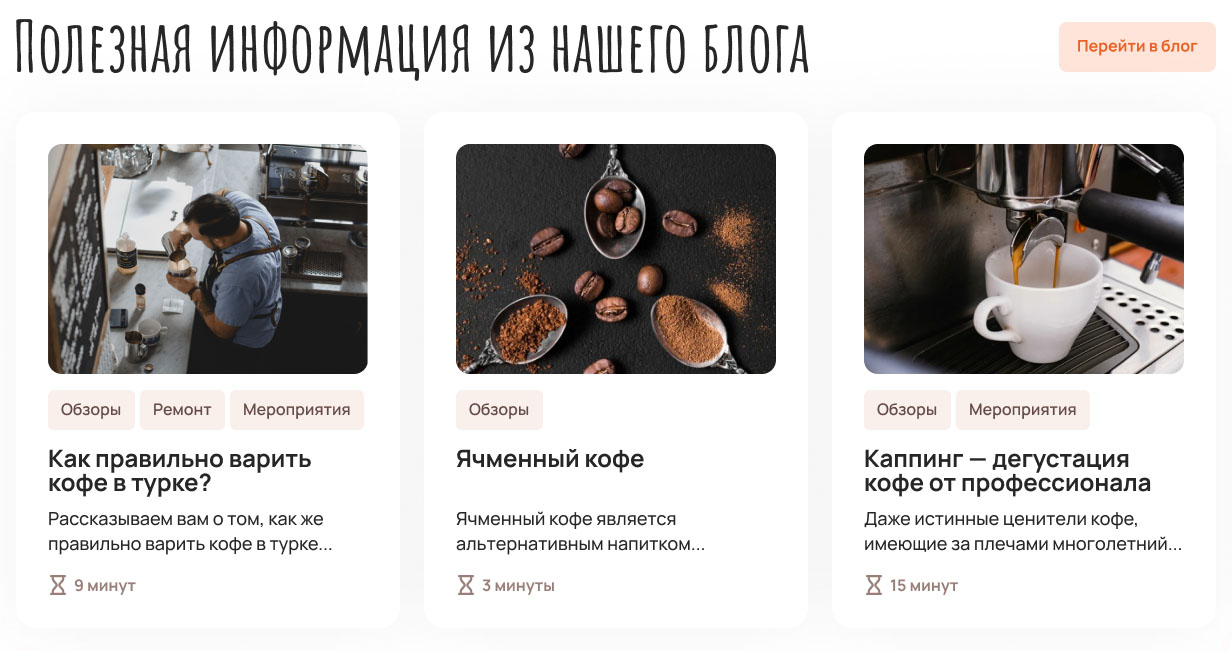 Полезная информация из нашего блога
Перейти в блог
Обзоры
Ремонт
Мероприятия
Как правильно варить
кофе в турке?
Рассказываем вам о том, как же
правильно варить кофе в турке...
9 минут
Обзоры
Ячменный кофе
Ячменный кофе является
альтернативным напитком...
3 минуты
Обзоры
Мероприятия
Каппинг — дегустация
кофе от профессионала
Даже истинные ценители кофе,
имеющие за плечами многолетний...
15 минут